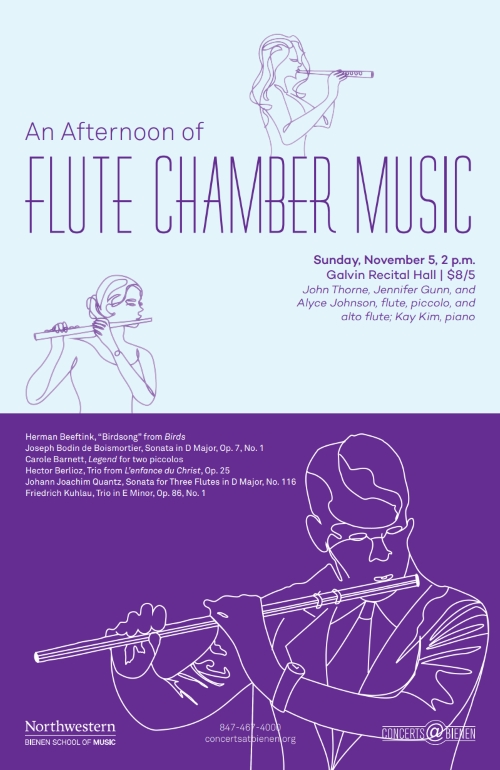 An Afternoon of
FLUTE CHAMBER MUSIC
Sunday, November 5, 2 p.m.
Galvin Recital Hall | $8/5
John Thorne, Jennifer Gunn, and
Alyce Johnson, flute, piccolo, and
alto flute; Kay Kim, piano
Herman Beeftink, “Birdsong” from Birds
Joseph Bodin de Boismortier, Sonata in D Major, Op. 7, No. 1
Carole Barnett, Legend for two piccolos
Hector Berlioz, Trio from L’enfance du Christ, Op. 25
Johann Joachim Quantz, Sonata for Three Flutes in D Major, No. 116
Friedrich Kuhlau, Trio in E Minor, Op. 86, No. 1
Northwestern
BIENEN SCHOOL OF MUSIC
847-467-4000
concertsatbienen.org
CONCERTS@BIENEN